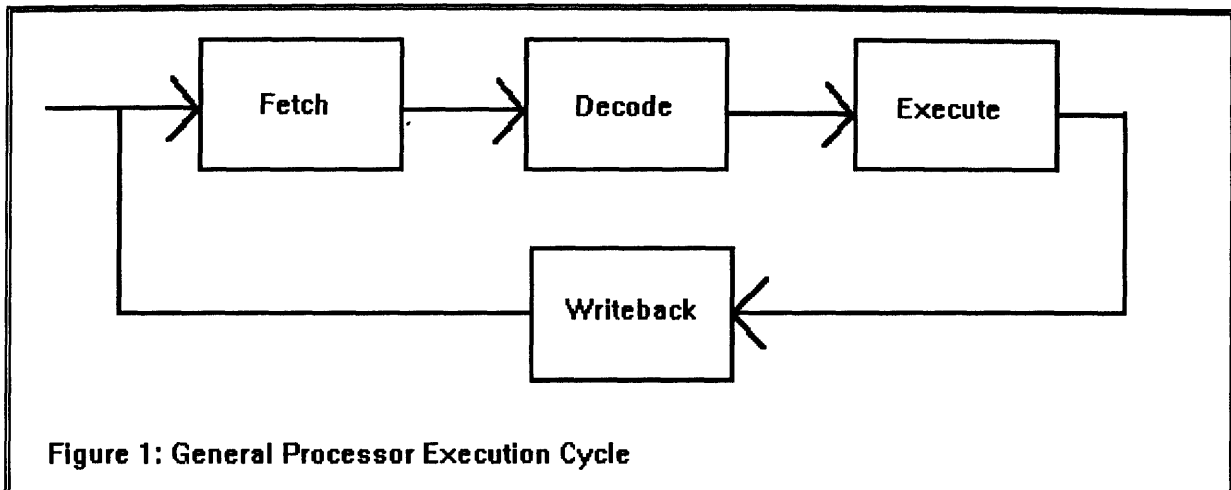 Fetch
Decode
Execute
Writeback
Figure 1: General Processor Execution Cycle